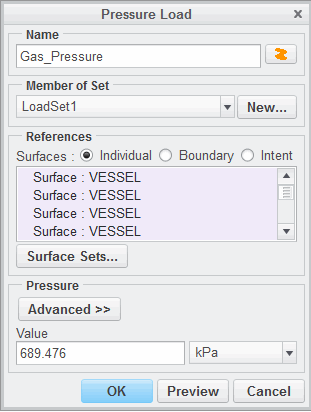 Pressure Load
Name
Gas_Pressure
Member of Set
LoadSet1
New...
References
Surfaces : Individual Boundary Intent
Surface : VESSEL
Surface : VESSEL
Surface : VESSEL
Surface : VESSEL
Surface Sets...
Pressure
Advanced >>
Value
689.476 kPa
OK Preview Cancel